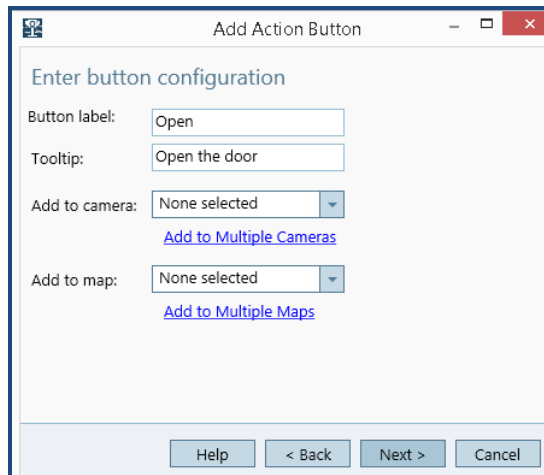 Add Action Button
Enter button configuration
Button label: Open
Tooltip: Open the door
Add to camera: None selected
Add to Multiple Cameras
Add to map: None selected
Add to Multiple Maps
Help < Back Next > Cancel